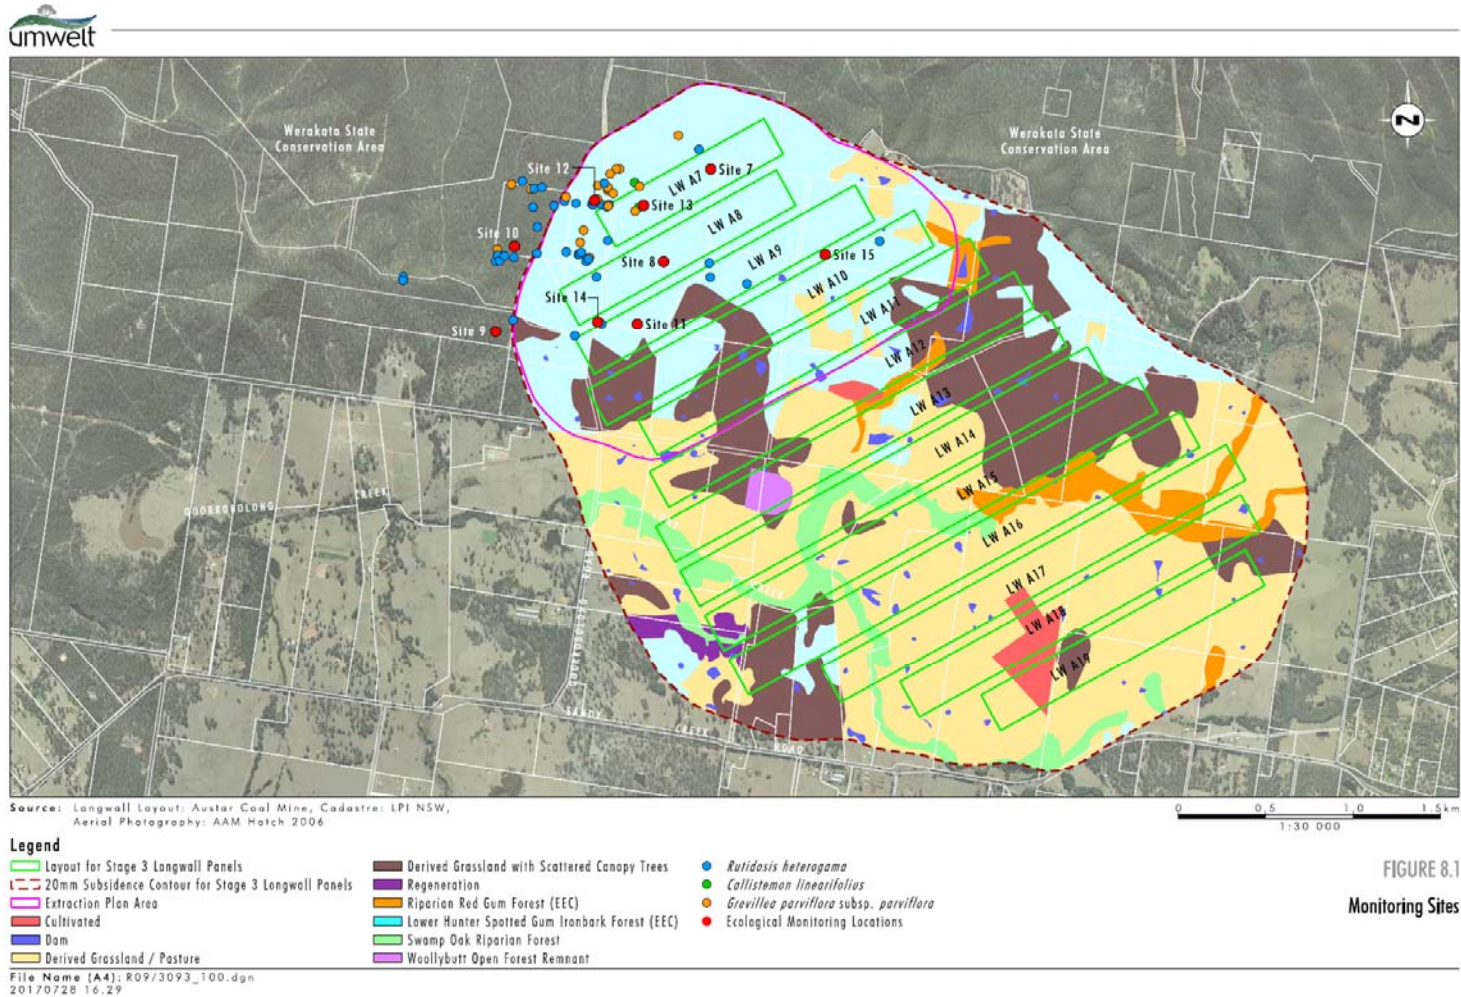 umwelt
Werakata State
Conservation Area
Werakata State
Conservation Area
N
Site 12
Site 7
LW A7
Site 13
LW A8
Site 10
LW A9
Site 15
Site 8
LW A10
Site 14
LW A11
Site 11
Site 9
LW A12
LW A13
LW A14
LW A15
QUORROBOLONG
CREEK
LW A16
CREEK
LW A17
QUORROBOLONG ROAD
LW A18
LW A19
SANDY
CREEK
ROAD
Source: Longwall Layout: Austar Coal Mine, Cadastre: LPI NSW,
Aerial Photography: AAM Hatch 2006
0 0.5 1.0 1.5km
1:30 000
Legend
Layout for Stage 3 Longwall Panels
20mm Subsidence Contour for Stage 3 Longwall Panels
Extraction Plan Area
Cultivated
Dam
Derived Grassland / Pasture
Derived Grassland with Scattered Canopy Trees
Regeneration
Riparian Red Gum Forest (EEC)
Lower Hunter Spotted Gum Ironbark Forest (EEC)
Swamp Oak Riparian Forest
Woollybutt Open Forest Remnant
Rutidosis heterogama
Callistemon linearifolius
Grevillea parviflora subsp. parviflora
Ecological Monitoring Locations
FIGURE 8.1
Monitoring Sites
File Name (A4): R09/3093_100.dgn
20170728 16.29